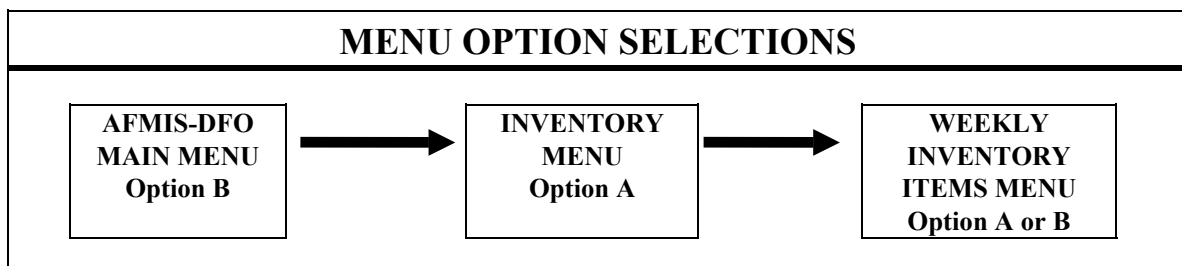 MENU OPTION SELECTIONS
AFMIS-DFO
MAIN MENU
Option B
INVENTORY
MENU
Option A
WEEKLY
INVENTORY
ITEMS MENU
Option A or B